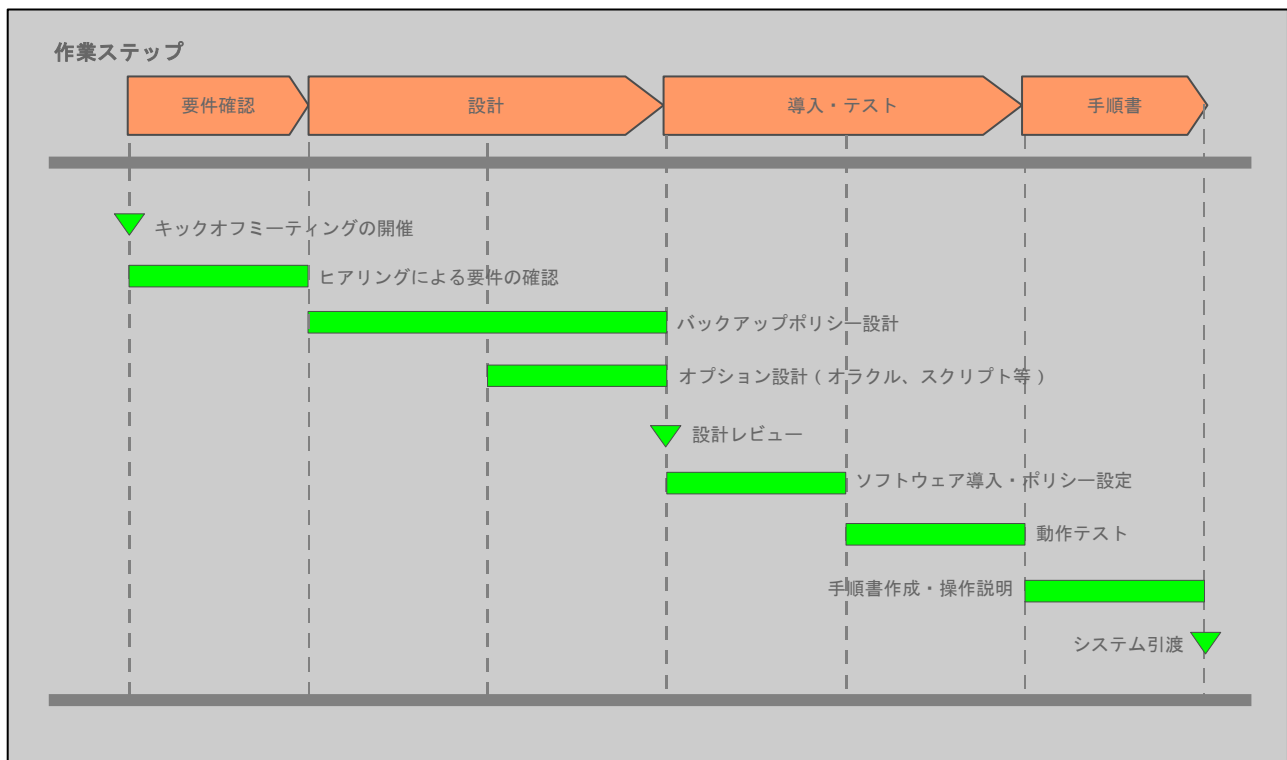 作業ステップ
要件確認
設計
導入・テスト
手順書
キックオフミーティングの開催
ヒアリングによる要件の確認
バックアップポリシー設計
オプション設計 ( オラクル、スクリプト等 )
設計レビュー
ソフトウェア導入・ポリシー設定
動作テスト
手順書作成・操作説明
システム引渡